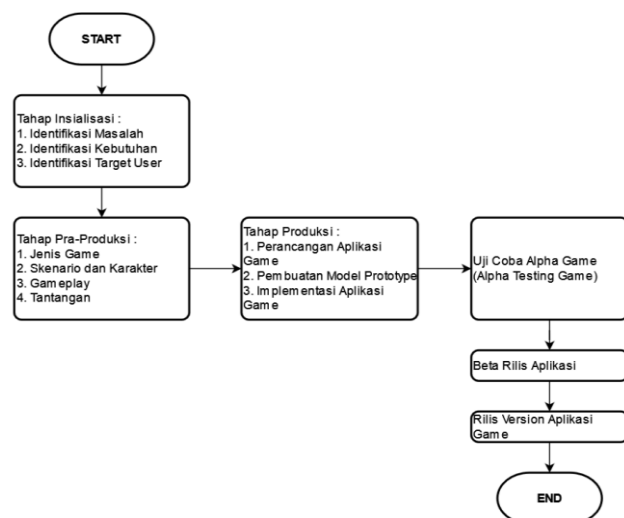 START
Tahap Insialisasi :
1. Identifikasi Masalah
2. Identifikasi Kebutuhan
3. Identifikasi Target User
Tahap Pra-Produksi :
1. Jenis Game
2. Skenario dan Karakter
3. Gameplay
4. Tantangan
Tahap Produksi :
1. Perancangan Aplikasi
Game
2. Pembuatan Model Prototype
3. Implementasi Aplikasi
Game
Uji Coba Alpha Game
(Alpha Testing Game)
Beta Rilis Aplikasi
Rilis Version Aplikasi
Game
END